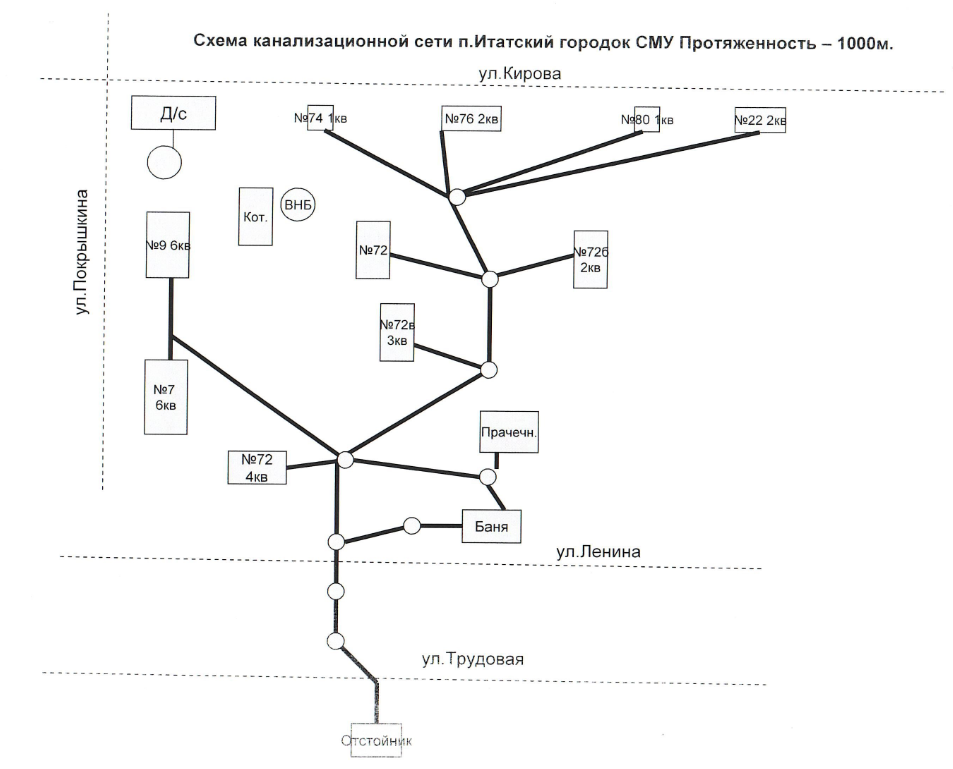 Схема канализационной сети п.Итатский городок СМУ Протяженность – 1000м.
ул.Кирова
Д/с
№74 1кв
№76 2кв
№80 1кв
№22 2кв
ул.Покрышкина
Кот.
ВНБ
№9 6кв
№72
№72б
2кв
№72в
3кв
№7
6кв
Прачечн.
№72
4кв
Баня
ул.Ленина
ул.Трудовая
Отстойник